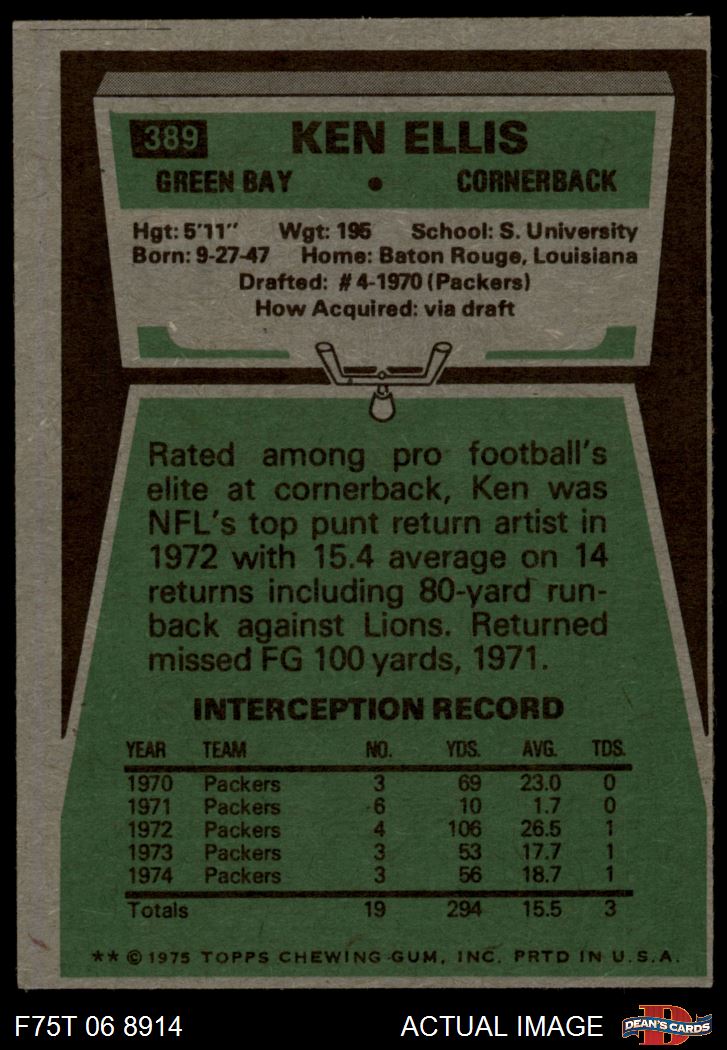 389 KEN ELLIS
GREEN BAY • CORNERBACK
Hgt: 5'11" Wgt: 195 School: S. University
Born: 9-27-47 Home: Baton Rouge, Louisiana
Drafted: #4-1970 (Packers)
How Acquired: via draft
Rated among pro football's
elite at cornerback, Ken was
NFL's top punt return artist in
1972 with 15.4 average on 14
returns including 80-yard run-
back against Lions. Returned
missed FG 100 yards, 1971.
INTERCEPTION RECORD
YEAR TEAM NO. YDS. AVG. TDS.
1970 Packers 3 69 23.0 0
1971 Packers 6 10 1.7 0
1972 Packers 4 106 26.5 1
1973 Packers 3 53 17.7 1
1974 Packers 3 56 18.7 1
Totals 19 294 15.5 3
** © 1975 TOPPS CHEWING GUM, INC. PRTD IN U.S.A.
F75T 06 8914 ACTUAL IMAGE
D
DEAN'S CARDS